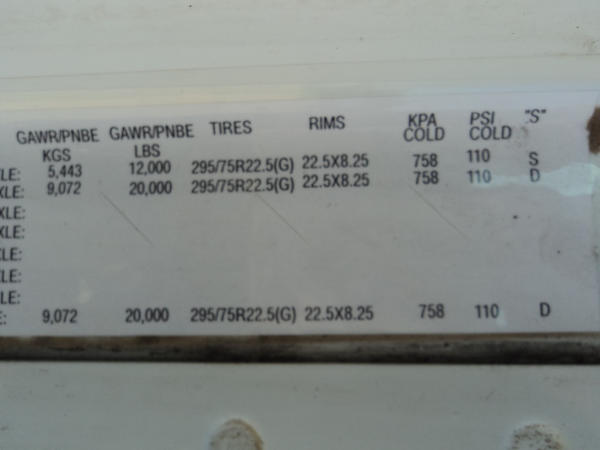 GAWR/PNBE GAWR/PNBE TIRES RIMS KPA PSI "S"
KGS LBS COLD COLD
XLE: 5,443 12,000 295/75R22.5(G) 22.5X8.25 758 110 S
XLE: 9,072 20,000 295/75R22.5(G) 22.5X8.25 758 110 D
XLE:
XLE:
LE:
LE:
LE:
E: 9,072 20,000 295/75R22.5(G) 22.5X8.25 758 110 D